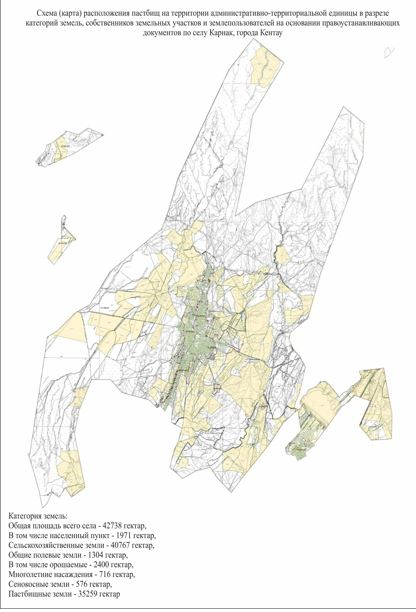 Схема (карта) расположения пастбищ на территории административно-территориальной единицы в разрезе
категорий земель, собственников земельных участков и землепользователей на основании правоустанавливающих
документов по селу Карнак, города Кентау
Категория земель:
Общая площадь всего села - 42738 гектар,
В том числе населенный пункт - 1971 гектар,
Сельскохозяйственные земли - 40767 гектар,
Общие полевые земли - 1304 гектар,
В том числе орошаемые - 2400 гектар,
Многолетние насаждения - 716 гектар,
Сенокосные земли - 576 гектар,
Пастбищные земли - 35259 гектар